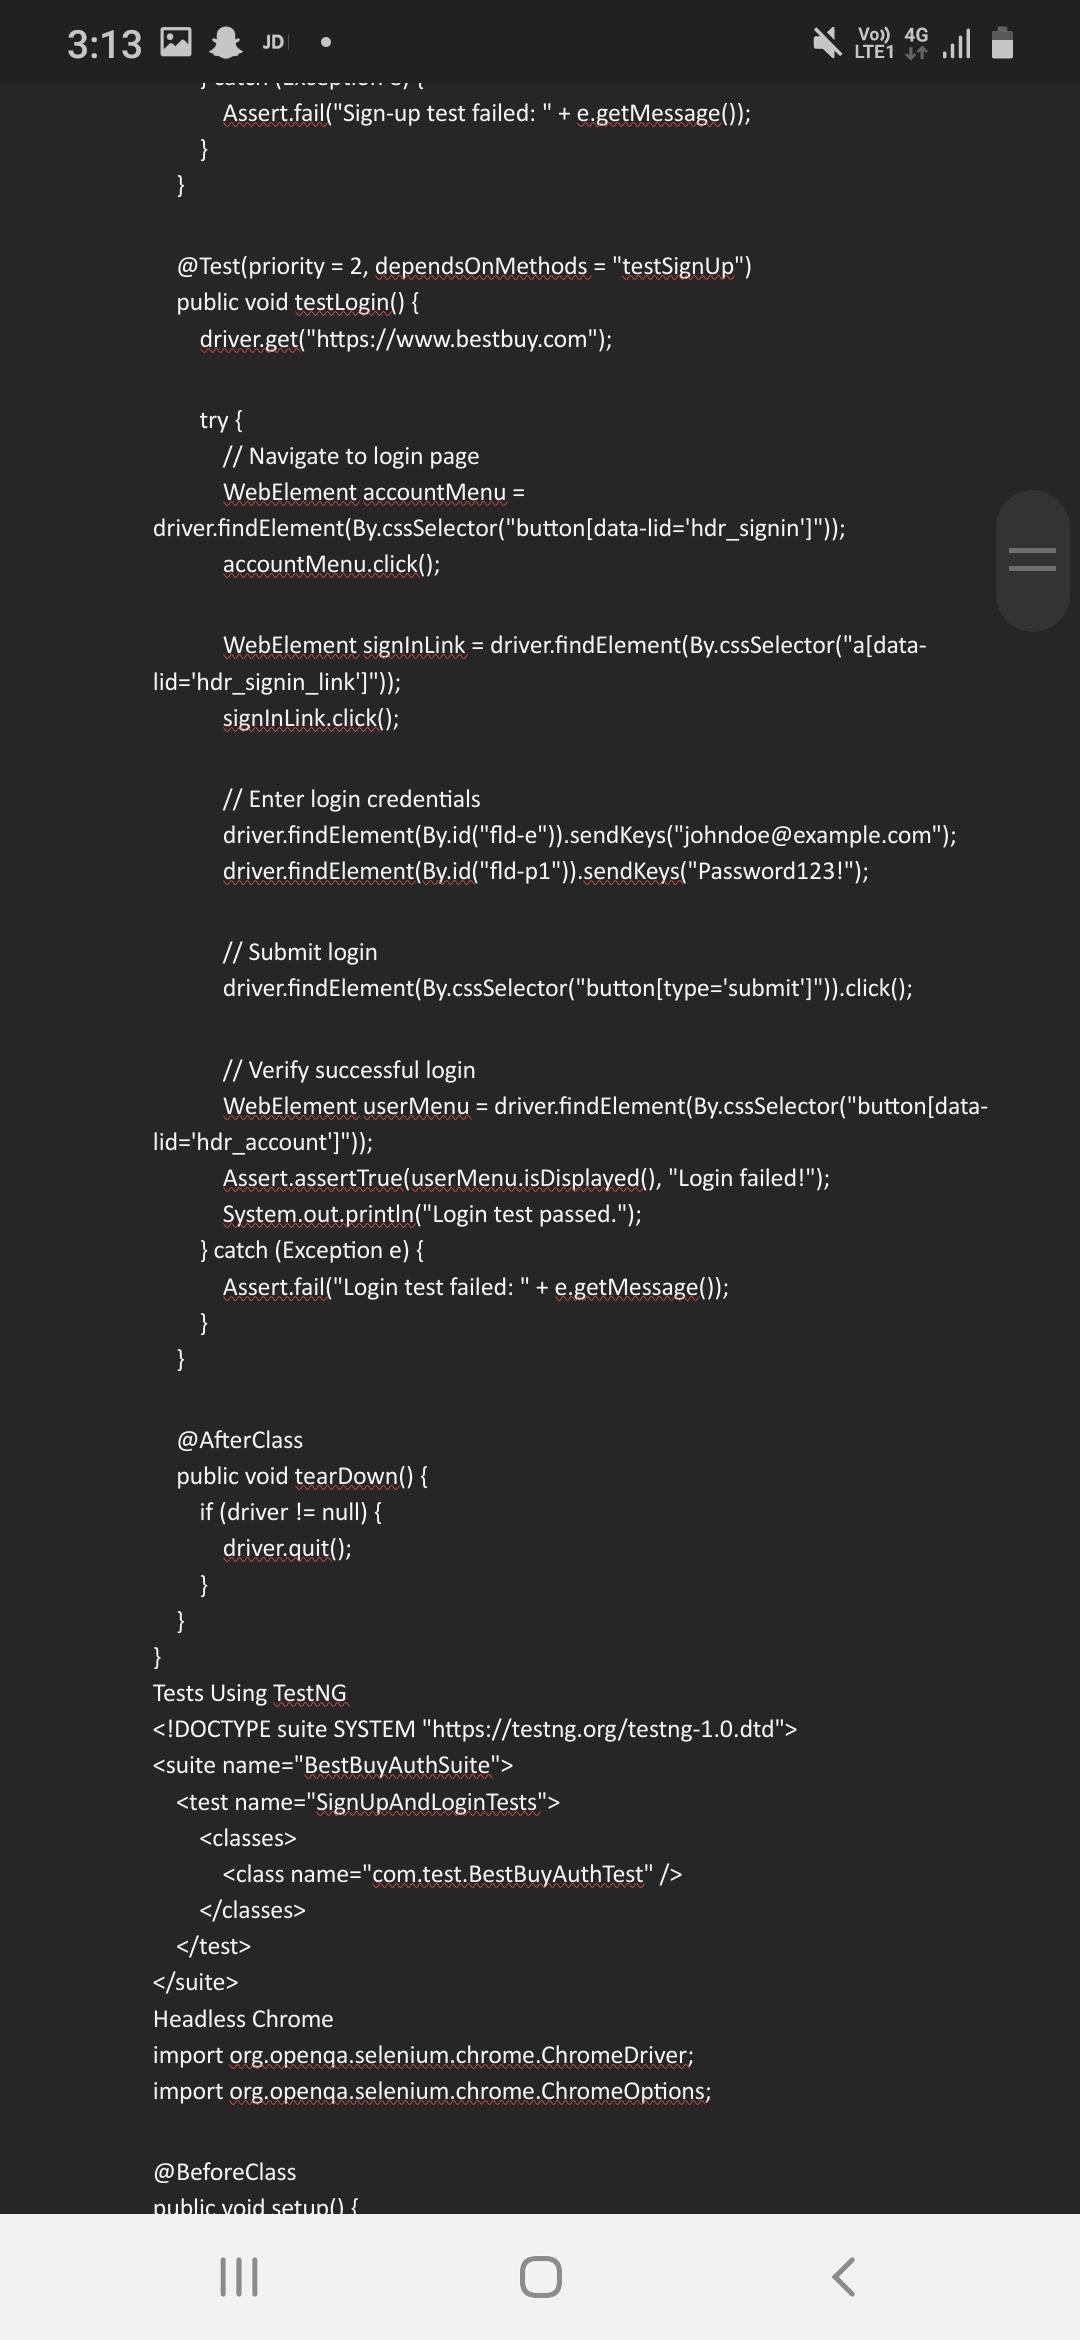 3:13 JD Vo)) LTE1 4G
} catch (Exception e) {
Assert.fail("Sign-up test failed: " + e.getMessage());
}
}
@Test(priority = 2, dependsOnMethods = "testSignUp")
public void testLogin() {
driver.get("https://www.bestbuy.com");
try {
// Navigate to login page
WebElement accountMenu =
driver.findElement(By.cssSelector("button[data-lid='hdr_signin']"));
accountMenu.click();
WebElement signInLink = driver.findElement(By.cssSelector("a[data-
lid='hdr_signin_link']"));
signInLink.click();
// Enter login credentials
driver.findElement(By.id("fld-e")).sendKeys("johndoe@example.com");
driver.findElement(By.id("fld-p1")).sendKeys("Password123!");
// Submit login
driver.findElement(By.cssSelector("button[type='submit']")).click();
// Verify successful login
WebElement userMenu = driver.findElement(By.cssSelector("button[data-
lid='hdr_account']"));
Assert.assertTrue(userMenu.isDisplayed(), "Login failed!");
System.out.println("Login test passed.");
} catch (Exception e) {
Assert.fail("Login test failed: " + e.getMessage());
}
}
@AfterClass
public void tearDown() {
if (driver != null) {
driver.quit();
}
}
}
Tests Using TestNG
<!DOCTYPE suite SYSTEM "https://testng.org/testng-1.0.dtd">
<suite name="BestBuyAuthSuite">
<test name="SignUpAndLoginTests">
<classes>
<class name="com.test.BestBuyAuthTest" />
</classes>
</test>
</suite>
Headless Chrome
import org.openqa.selenium.chrome.ChromeDriver;
import org.openqa.selenium.chrome.ChromeOptions;
@BeforeClass
public void setup() {